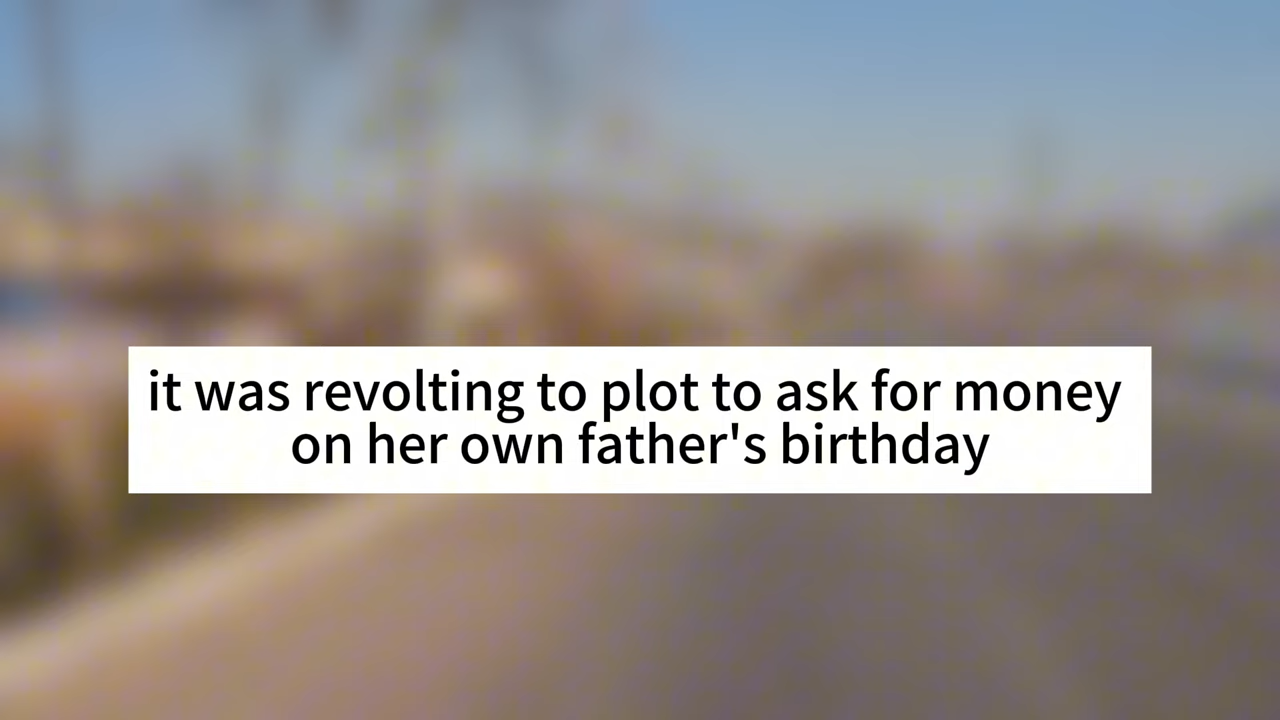 it was revolting to plot to ask for money
on her own father's birthday